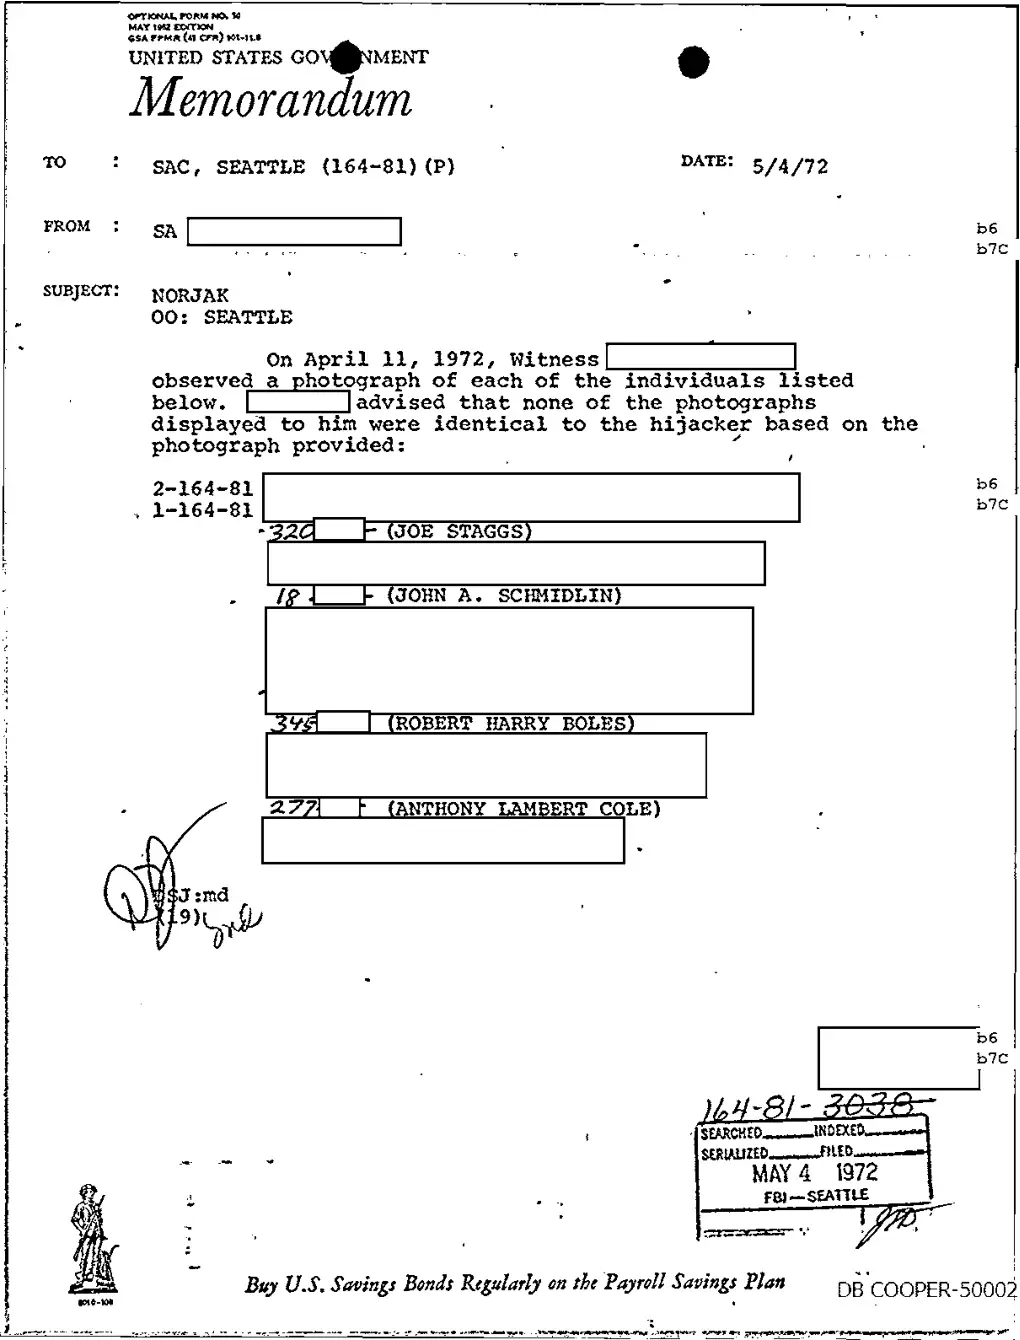 OPTIONAL FORM NO. 10
MAY 1962 EDITION
GSA FPMR (41 CFR) 101-11.6
UNITED STATES GOV NMENT
Memorandum
TO : SAC, SEATTLE (164-81)(P) DATE: 5/4/72
FROM : SA b6
b7C
SUBJECT: NORJAK
OO: SEATTLE
On April 11, 1972, Witness
observed a photograph of each of the individuals listed
below. advised that none of the photographs
displayed to him were identical to the hijacker based on the
photograph provided:
2-164-81 b6
1-164-81 b7C
-320 - (JOE STAGGS)
18 - (JOHN A. SCHMIDLIN)
345 (ROBERT HARRY BOLES)
277 - (ANTHONY LAMBERT COLE)
SJ:md
(19)
b6
b7C
164-81-3038
SEARCHED INDEXED
SERIALIZED FILED
MAY 4 1972
FBI—SEATTLE
Buy U.S. Savings Bonds Regularly on the Payroll Savings Plan
5010-108
DB COOPER-50002